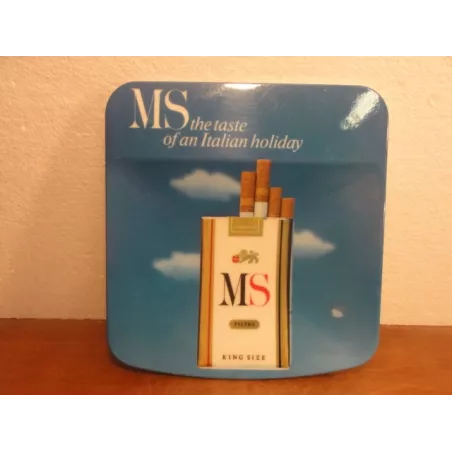 MS the taste
of an Italian holiday
MS
FILTRO
KING SIZE